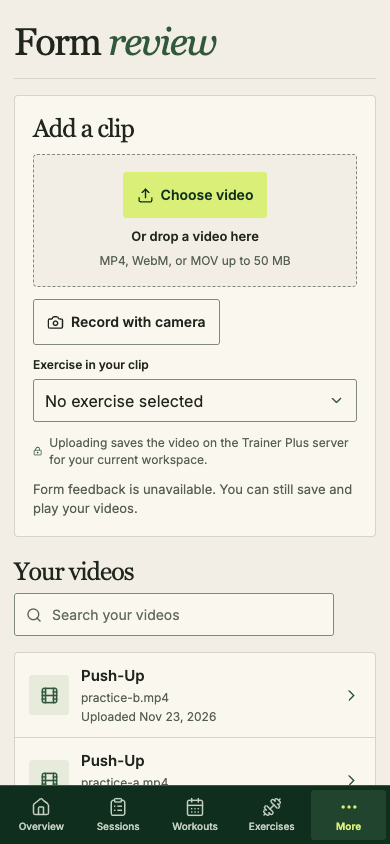 Form review
Add a clip
Choose video
Or drop a video here
MP4, WebM, or MOV up to 50 MB
Record with camera
Exercise in your clip
No exercise selected
Uploading saves the video on the Trainer Plus server
for your current workspace.
Form feedback is unavailable. You can still save and
play your videos.
Your videos
Search your videos
Push-Up
practice-b.mp4
Uploaded Nov 23, 2026
Push-Up
practice-a.mp4
Overview
Sessions
Workouts
Exercises
More